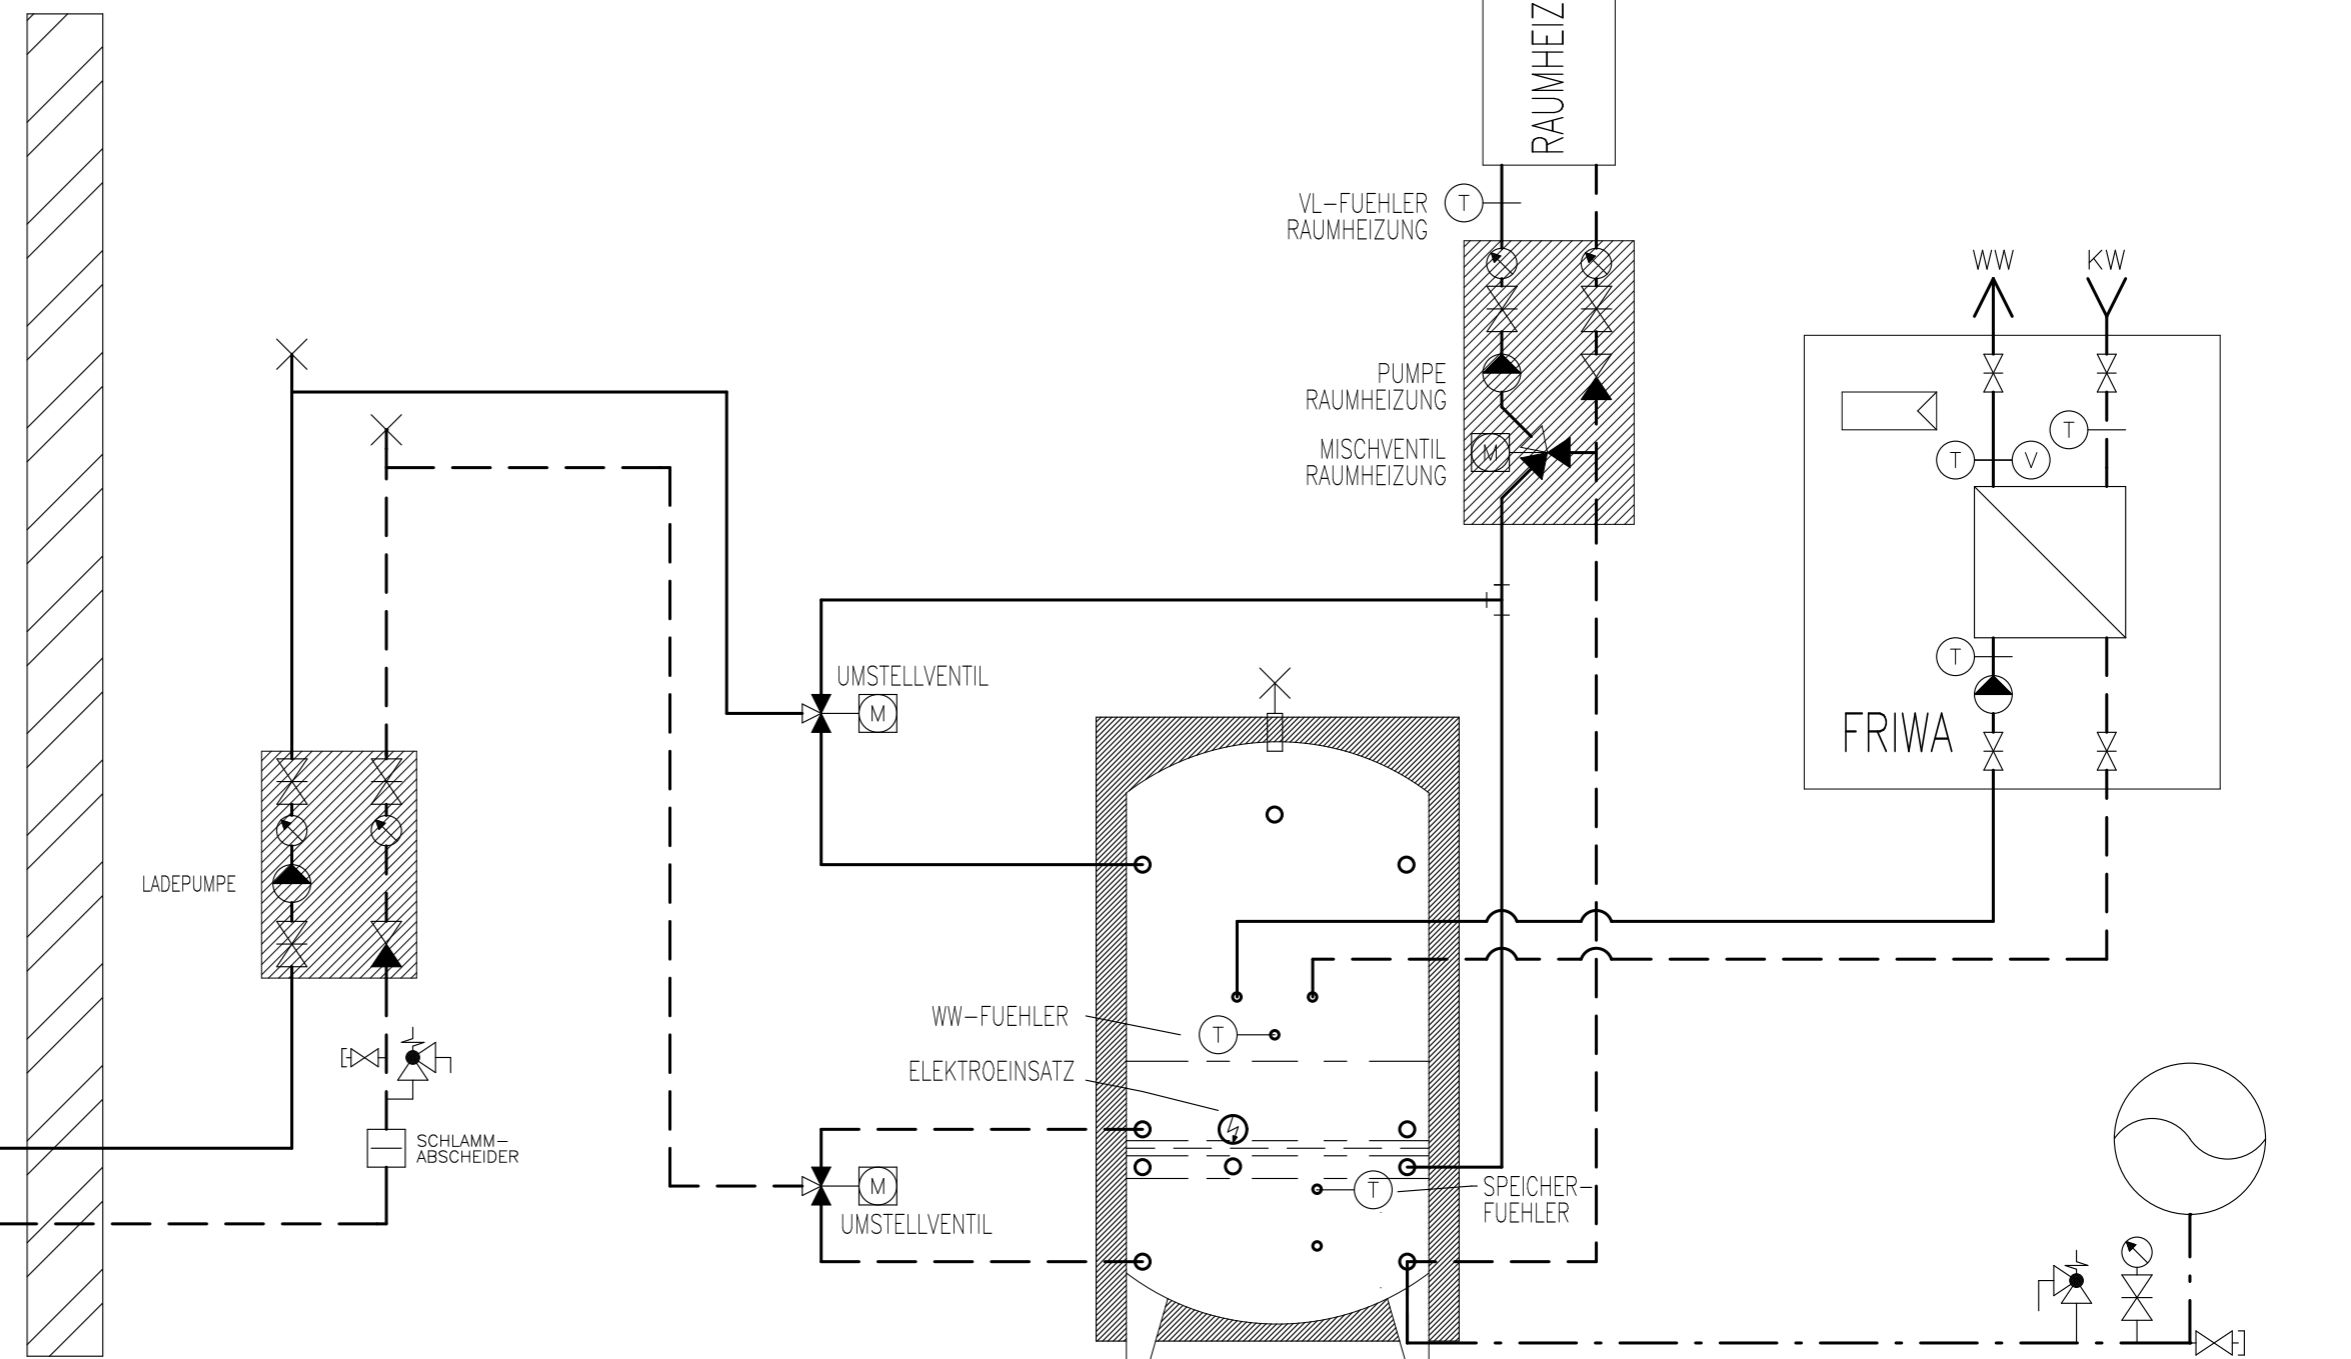 RAUMHEIZ
VL-FUEHLER
RAUMHEIZUNG
T
WW
KW
PUMPE
RAUMHEIZUNG
MISCHVENTIL
RAUMHEIZUNG
M
T
T
V
UMSTELLVENTIL
M
T
FRIWA
LADEPUMPE
WW-FUEHLER
T
ELEKTROEINSATZ
SCHLAMM-
ABSCHEIDER
M
UMSTELLVENTIL
T
SPEICHER-
FUEHLER